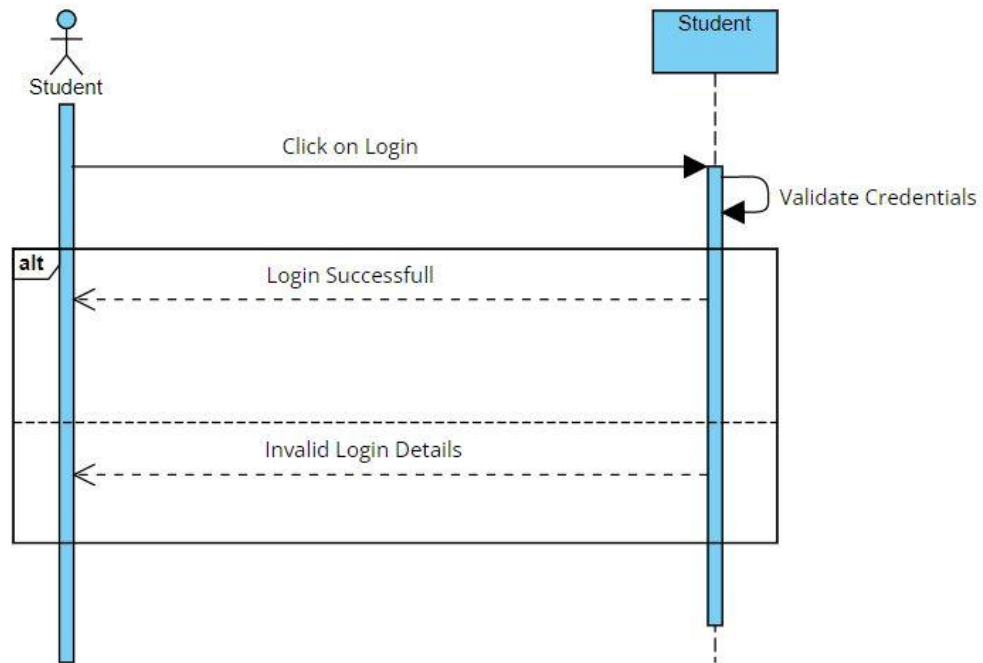 Student
Student
Click on Login
Validate Credentials
alt
Login Successfull
Invalid Login Details